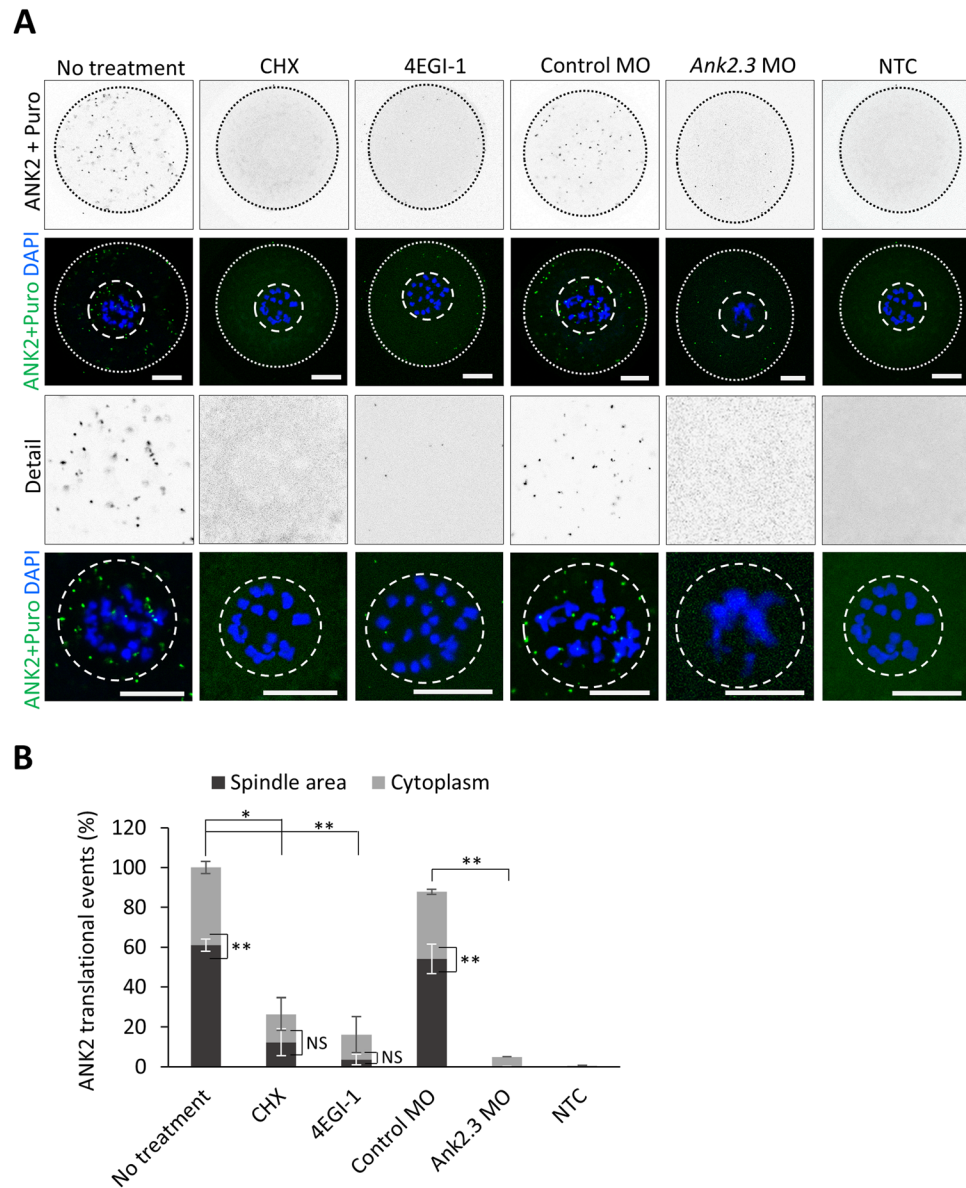 A
No treatment CHX 4EGI-1 Control MO Ank2.3 MO NTC
ANK2 + Puro
ANK2+Puro DAPI
Detail
ANK2+Puro DAPI
B
Spindle area Cytoplasm
ANK2 translational events (%)
120
100
80
60
40
20
0
* ** **
** NS NS **
No treatment CHX 4EGI-1 Control MO Ank2.3 MO NTC